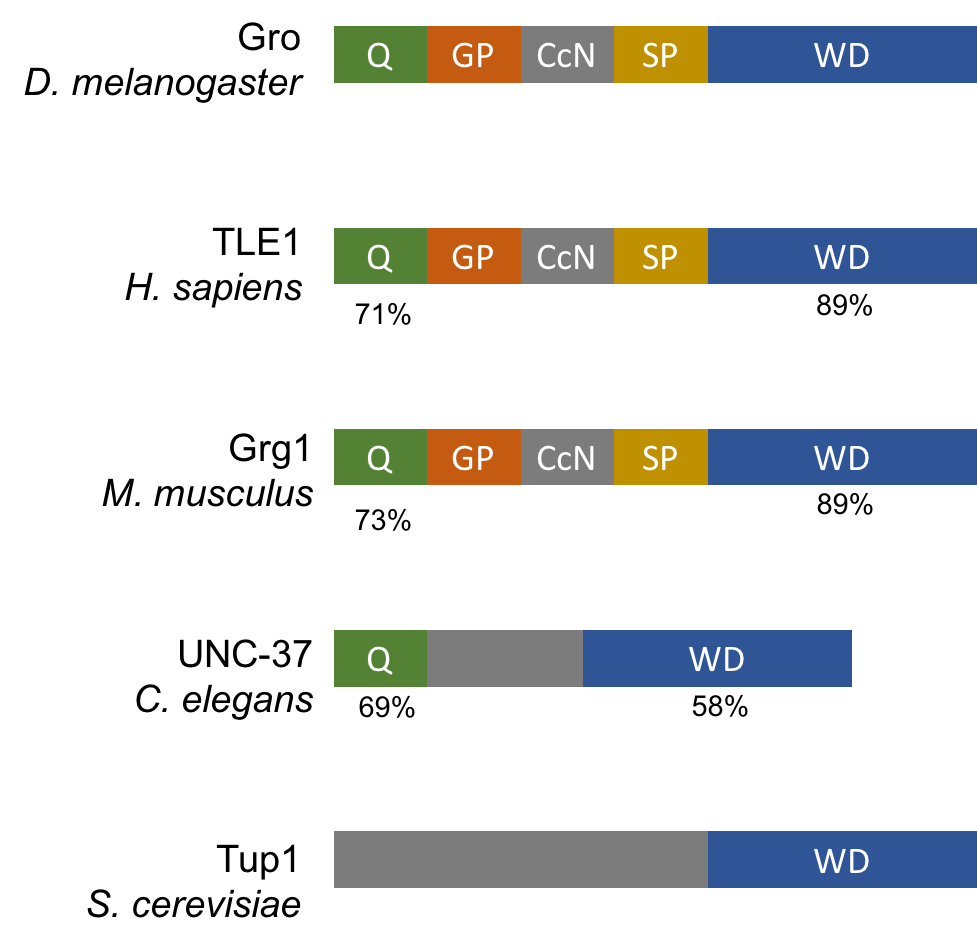 Gro
D. melanogaster
Q GP CcN SP WD
TLE1
H. sapiens
Q GP CcN SP WD
71% 89%
Grg1
M. musculus
Q GP CcN SP WD
73% 89%
UNC-37
C. elegans
Q WD
69% 58%
Tup1
S. cerevisiae
WD